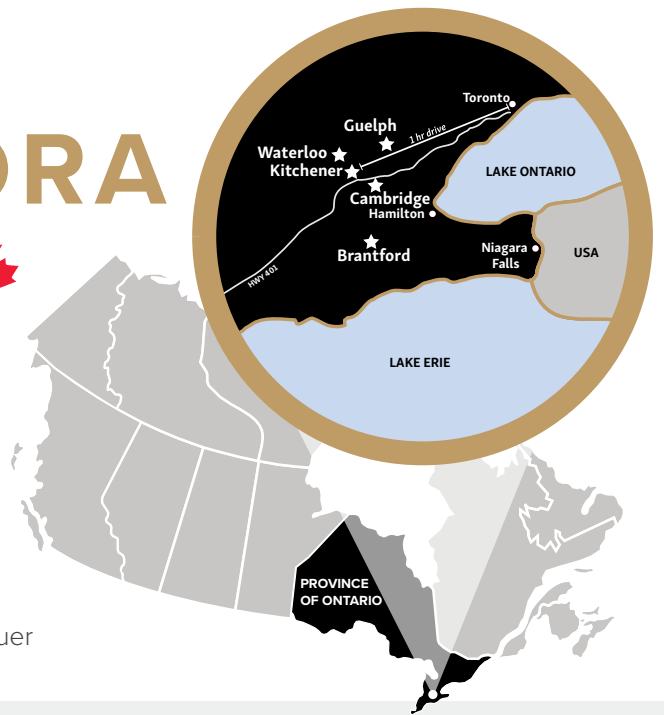 ORA
Toronto
1 hr drive
Guelph
Waterloo
Kitchener
LAKE ONTARIO
Cambridge
Hamilton
Brantford
Niagara
Falls
USA
HWY 401
LAKE ERIE
PROVINCE
OF ONTARIO
uer